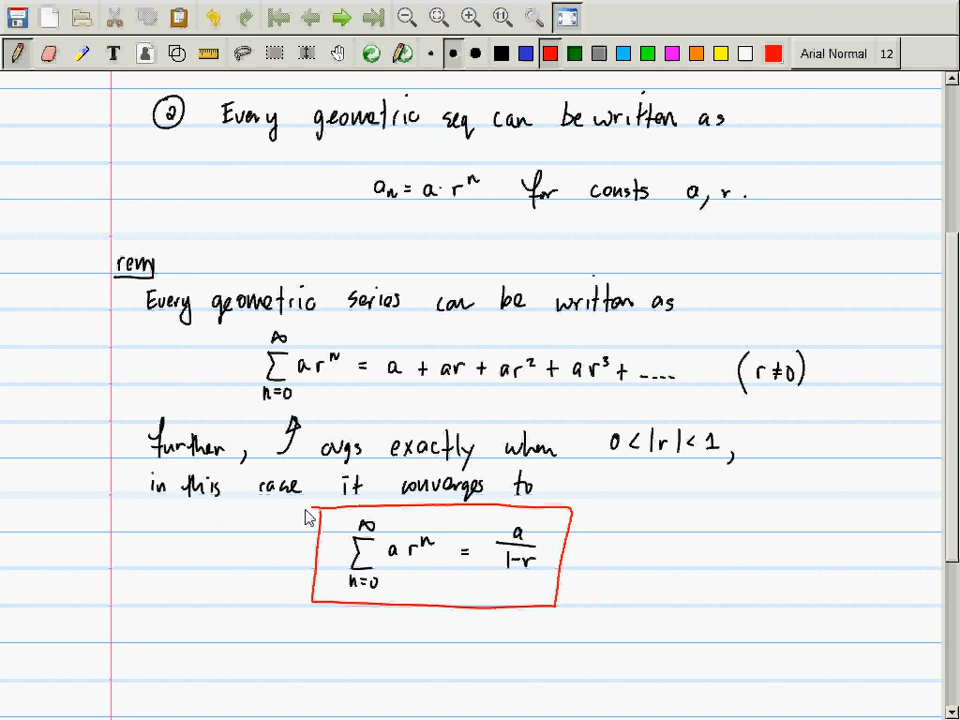 Arial Normal 12
② Every geometric seq can be written as
aₙ = a · rⁿ for consts a, r.
rem
Every geometric series can be written as
∑_{n=0}^{∞} a rⁿ = a + ar + ar² + ar³ + .... (r ≠ 0)
further, ↗ cvgs exactly when 0 < |r| < 1,
in this case it converges to
∑_{n=0}^{∞} a rⁿ = a/(1-r)